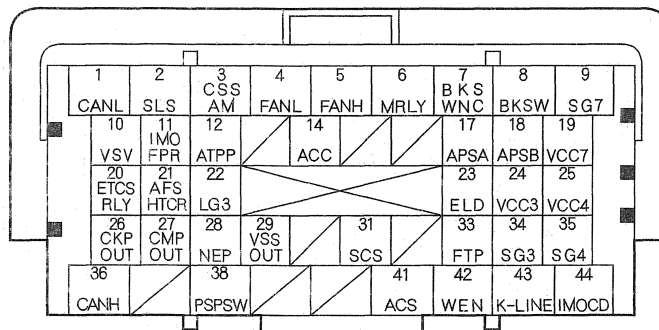 1 2 3 4 5 6 7 8 9
CANL SLS CSS AM FANL FANH MRLY BKS WNC BKSW SG7
10 11 12 14 17 18 19
VSV IMO FPR ATPP ACC APSA APSB VCC7
20 21 22 23 24 25
ETCS RLY AFS HTCR LG3 ELD VCC3 VCC4
26 27 28 29 31 33 34 35
CKP OUT CMP OUT NEP VSS OUT SCS FTP SG3 SG4
36 38 41 42 43 44
CANH PSPSW ACS WEN K-LINE IMOCD